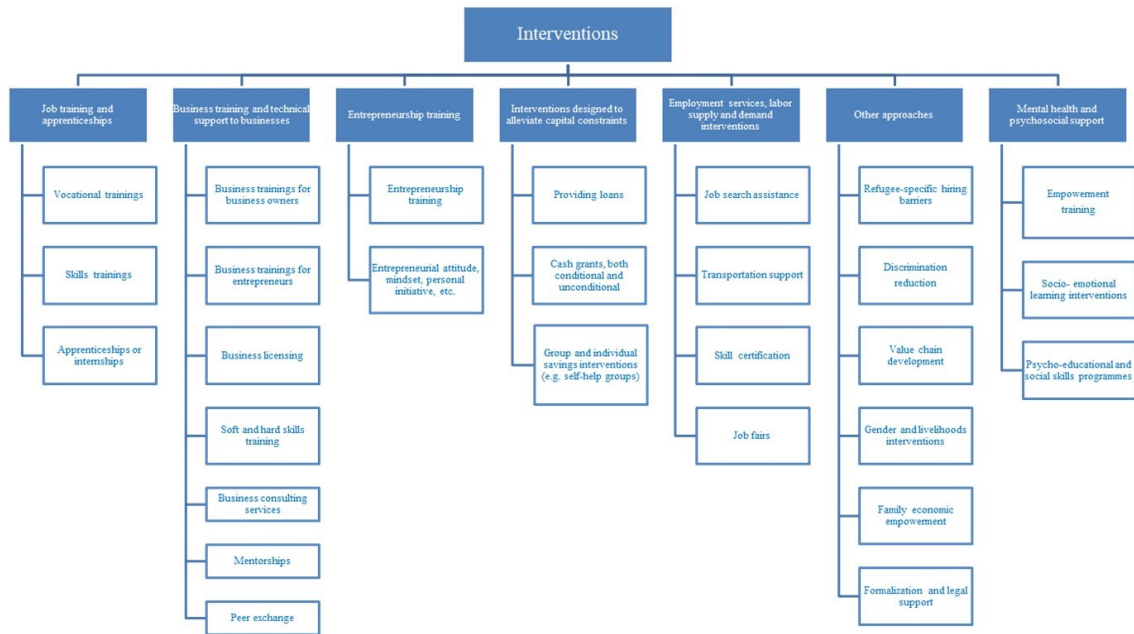 Interventions
Job training and
apprenticeships
Vocational trainings
Skills trainings
Apprenticeships or
internships
Business training and technical
support to businesses
Business trainings for
business owners
Business trainings for
entrepreneurs
Business licensing
Soft and hard skills
training
Business consulting
services
Mentorships
Peer exchange
Entrepreneurship training
Entrepreneurship
training
Entrepreneurial attitude,
mindset, personal
initiative, etc.
Interventions designed to
alleviate capital constraints
Providing loans
Cash grants, both
conditional and
unconditional
Group and individual
savings interventions
(e.g. self-help groups)
Employment services, labor
supply and demand
interventions
Job search assistance
Transportation support
Skill certification
Job fairs
Other approaches
Refugee-specific hiring
barriers
Discrimination
reduction
Value chain
development
Gender and livelihoods
interventions
Family economic
empowerment
Formalization and legal
support
Mental health and
psychosocial support
Empowerment
training
Socio- emotional
learning interventions
Psycho-educational and
social skills programmes